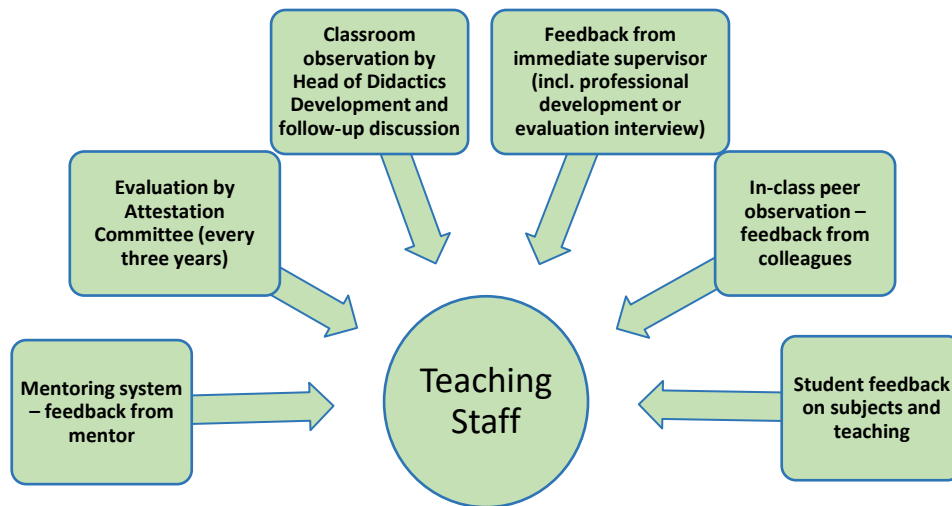 Classroom
observation by
Head of Didactics
Development and
follow-up discussion
Feedback from
immediate supervisor
(incl. professional
development or
evaluation interview)
Evaluation by
Attestation
Committee (every
three years)
In-class peer
observation –
feedback from
colleagues
Mentoring system
– feedback from
mentor
Teaching
Staff
Student feedback
on subjects and
teaching